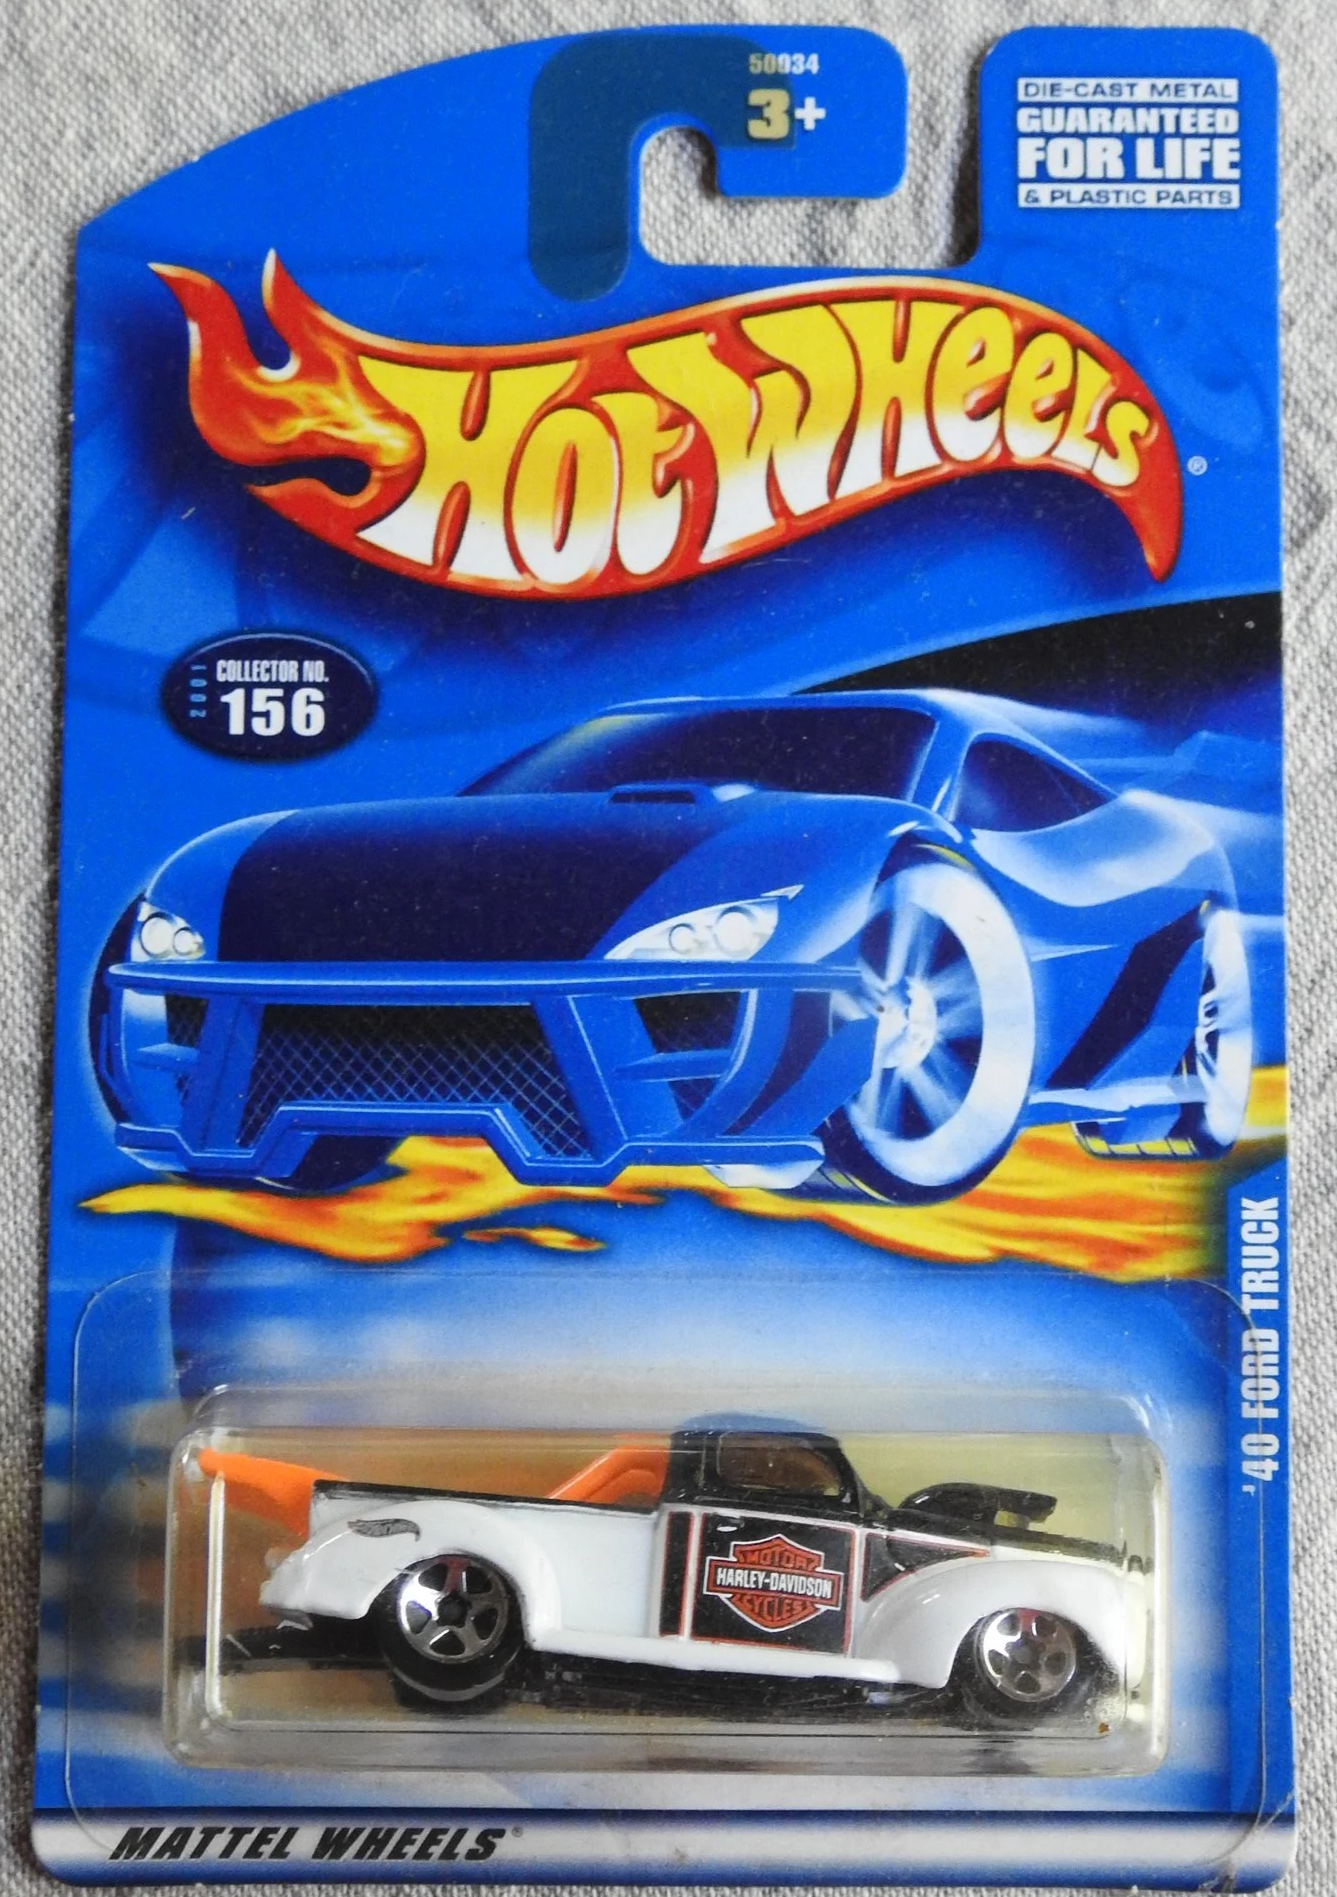 50034
3+
DIE-CAST METAL
GUARANTEED
FOR LIFE
& PLASTIC PARTS
HOT WHEELS®
2001
COLLECTOR NO.
156
'40 FORD TRUCK
MOTOR
HARLEY-DAVIDSON
CYCLES
MATTEL WHEELS®